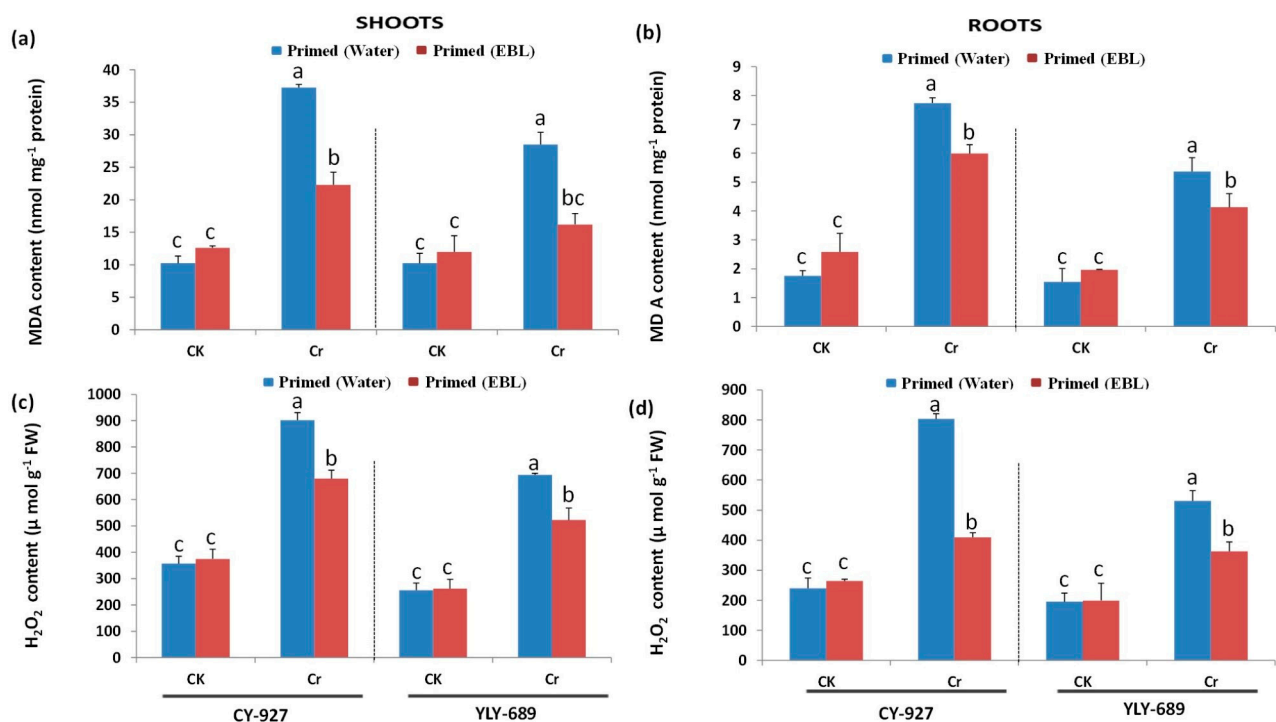 SHOOTS
(a)
Primed (Water) Primed (EBL)
MDA content (nmol mg⁻¹ protein)
40
35
30
25
20
15
10
5
0
c c a b c c a bc
CK Cr CK Cr
ROOTS
(b)
Primed (Water) Primed (EBL)
MD A content (nmol mg⁻¹ protein)
9
8
7
6
5
4
3
2
1
0
c c a b c c a b
CK Cr CK Cr
(c)
Primed (Water) Primed (EBL)
H₂O₂ content (µ mol g⁻¹ FW)
1000
900
800
700
600
500
400
300
200
100
0
c c a b c c a b
CK Cr CK Cr
CY-927 YLY-689
(d)
Primed (Water) Primed (EBL)
H₂O₂ content (µ mol g⁻¹ FW)
900
800
700
600
500
400
300
200
100
0
c c a b c c a b
CK Cr CK Cr
CY-927 YLY-689